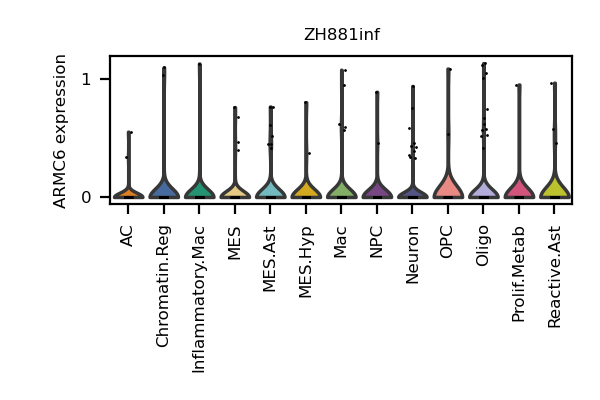 ZH881inf
ARMC6 expression
1
0
AC
Chromatin.Reg
Inflammatory.Mac
MES
MES.Ast
MES.Hyp
Mac
NPC
Neuron
OPC
Oligo
Prolif.Metab
Reactive.Ast